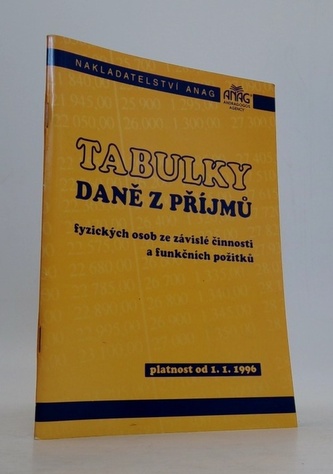 NAKLADATELSTVÍ ANAG
ANAG
TABULKY
DANĚ Z PŘÍJMŮ
fyzických osob ze závislé činnosti
a funkčních požitků
platnost od 1. 1. 1996